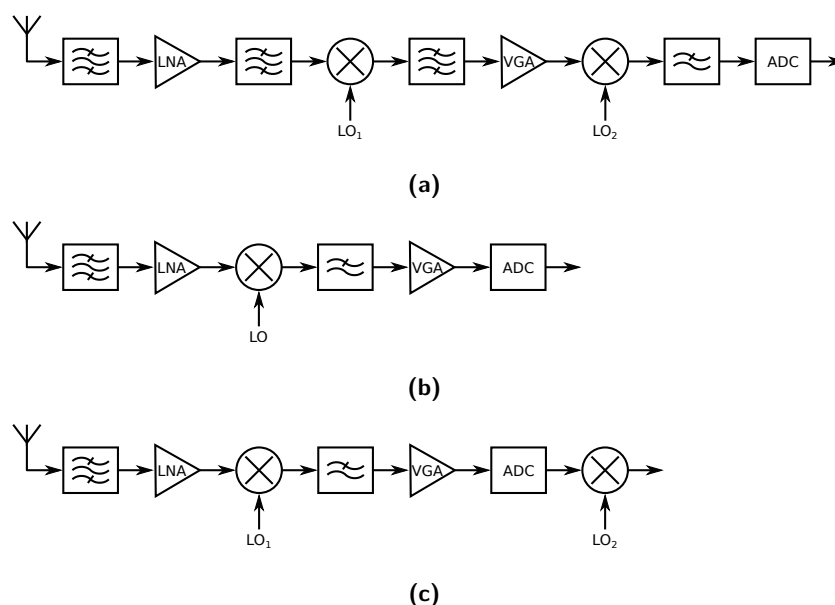 LNA VGA ADC
LO₁ LO₂
(a)
LNA VGA ADC
LO
(b)
LNA VGA ADC
LO₁ LO₂
(c)